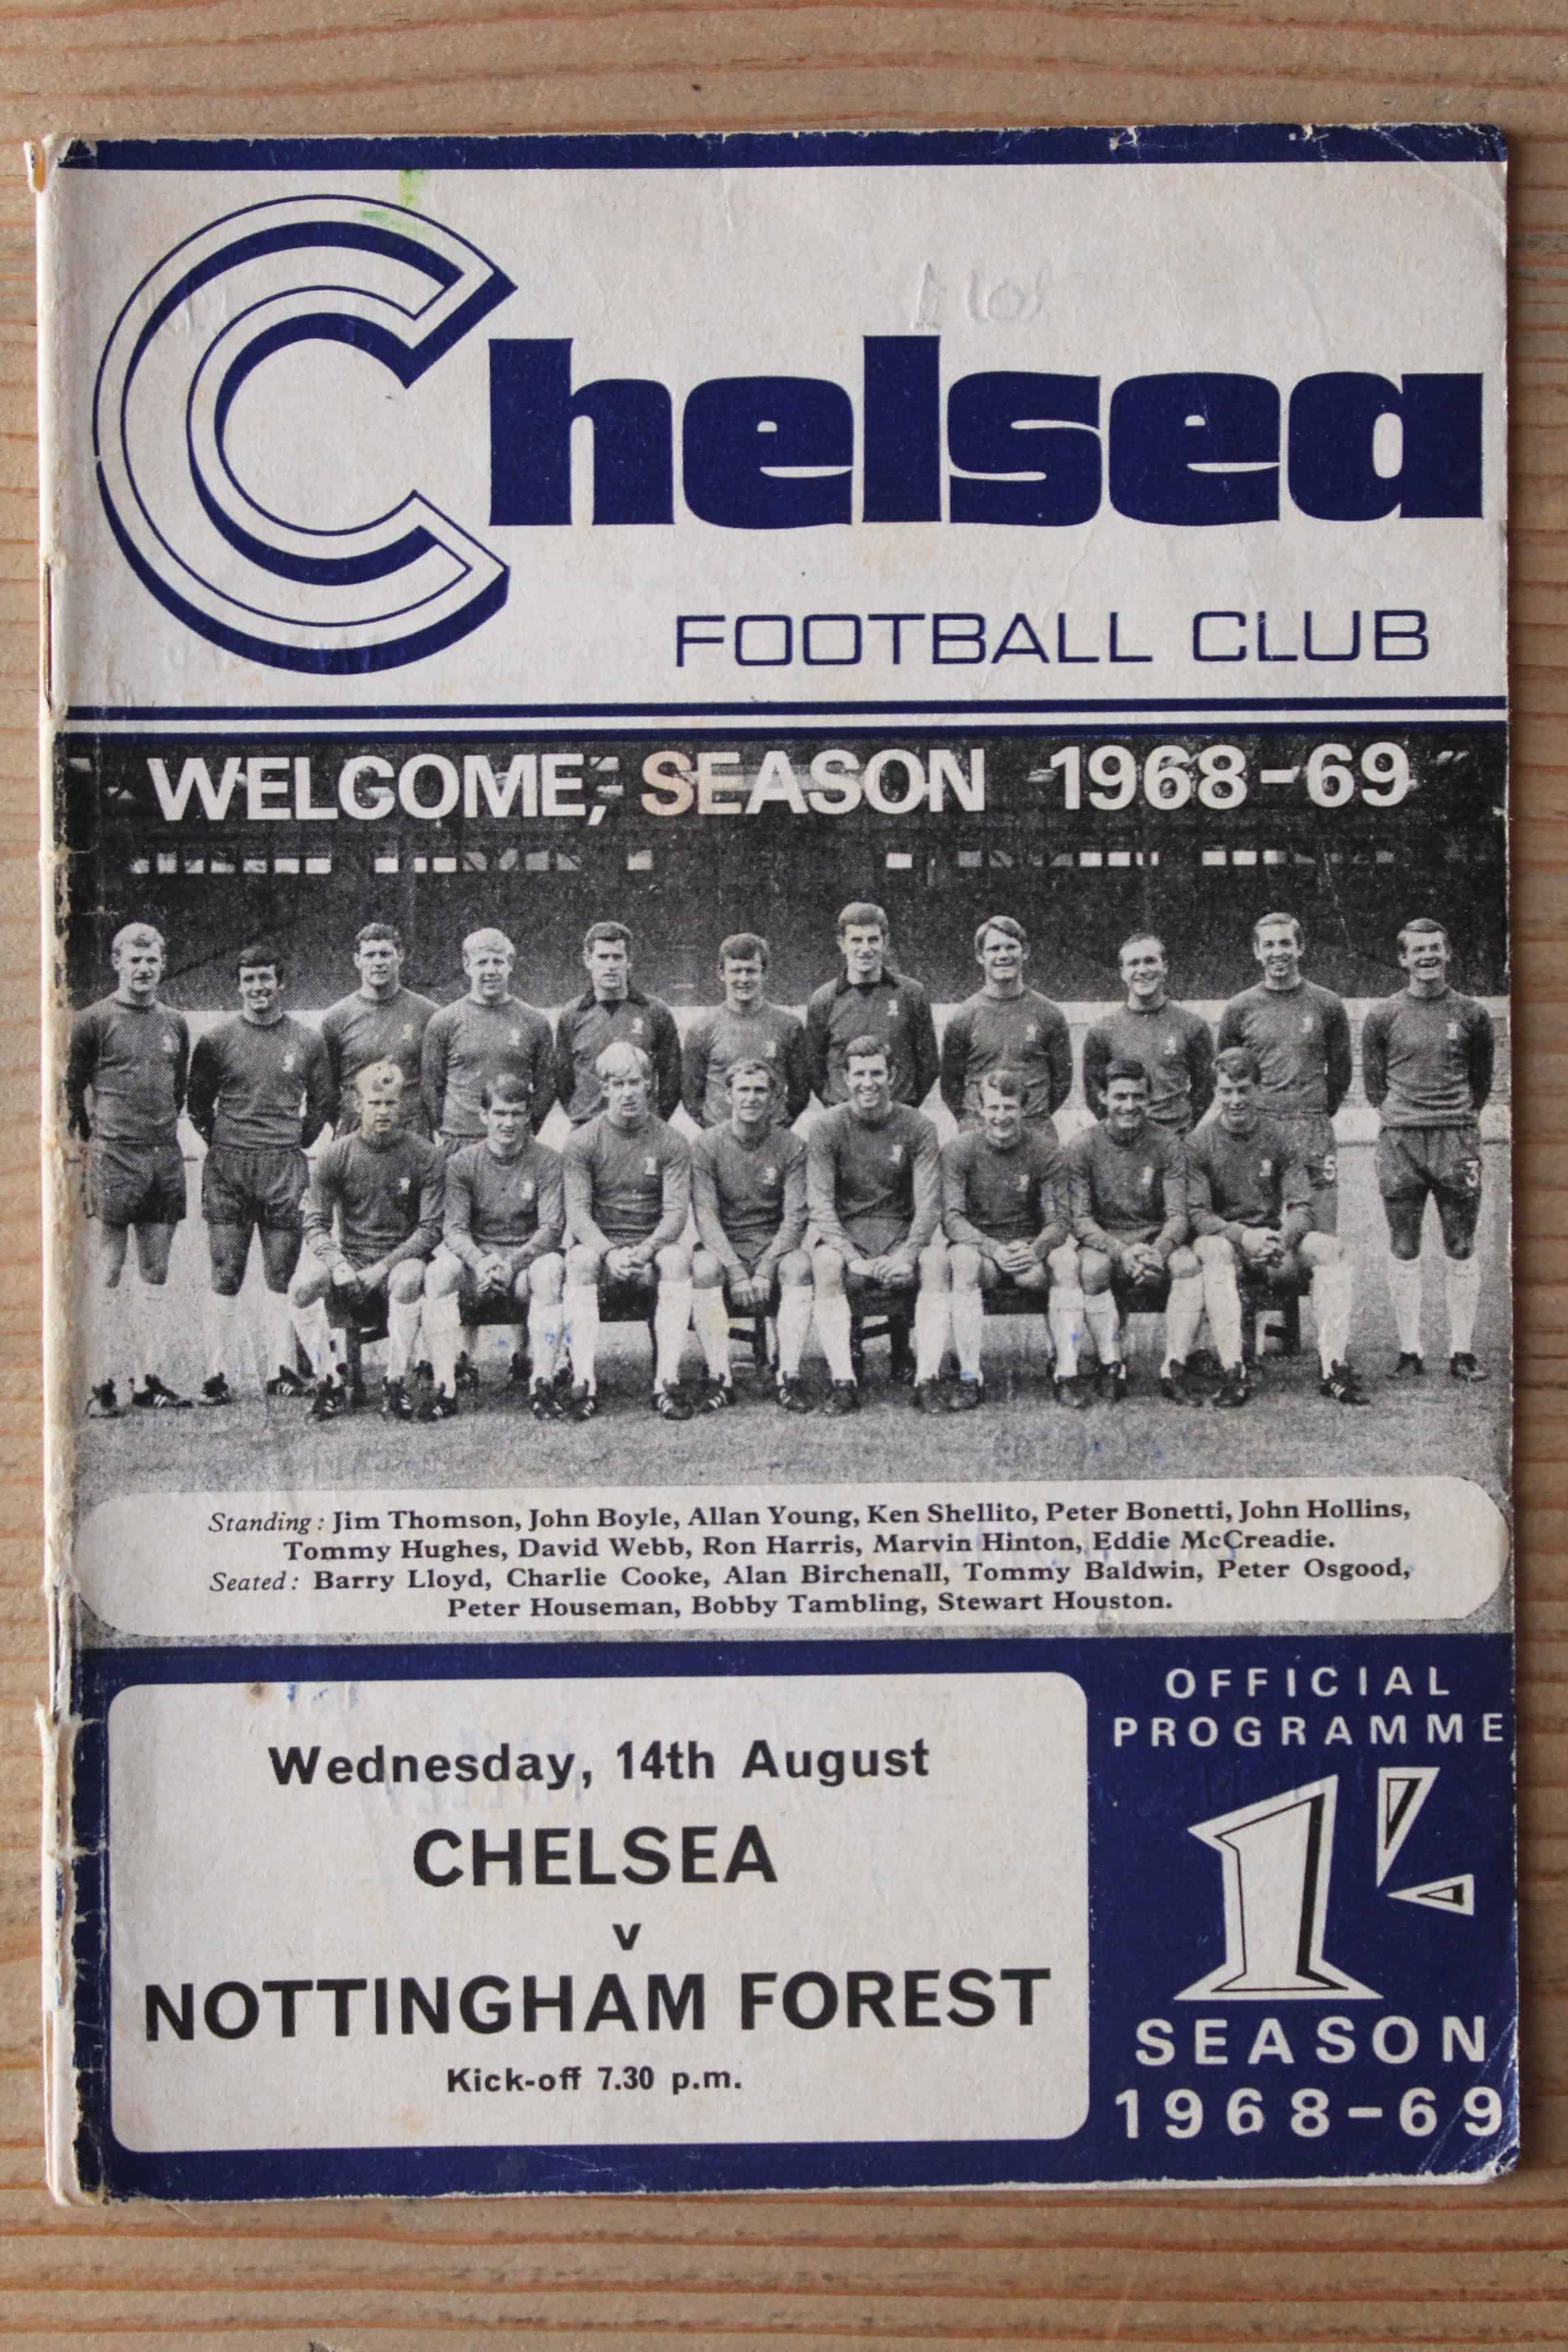 Chelsea
FOOTBALL CLUB
WELCOME, SEASON 1968-69
Standing: Jim Thomson, John Boyle, Allan Young, Ken Shellito, Peter Bonetti, John Hollins,
Tommy Hughes, David Webb, Ron Harris, Marvin Hinton, Eddie McCreadie.
Seated: Barry Lloyd, Charlie Cooke, Alan Birchenall, Tommy Baldwin, Peter Osgood,
Peter Houseman, Bobby Tambling, Stewart Houston.
Wednesday, 14th August
CHELSEA
v
NOTTINGHAM FOREST
Kick-off 7.30 p.m.
OFFICIAL
PROGRAMME
1/-
SEASON
1968-69